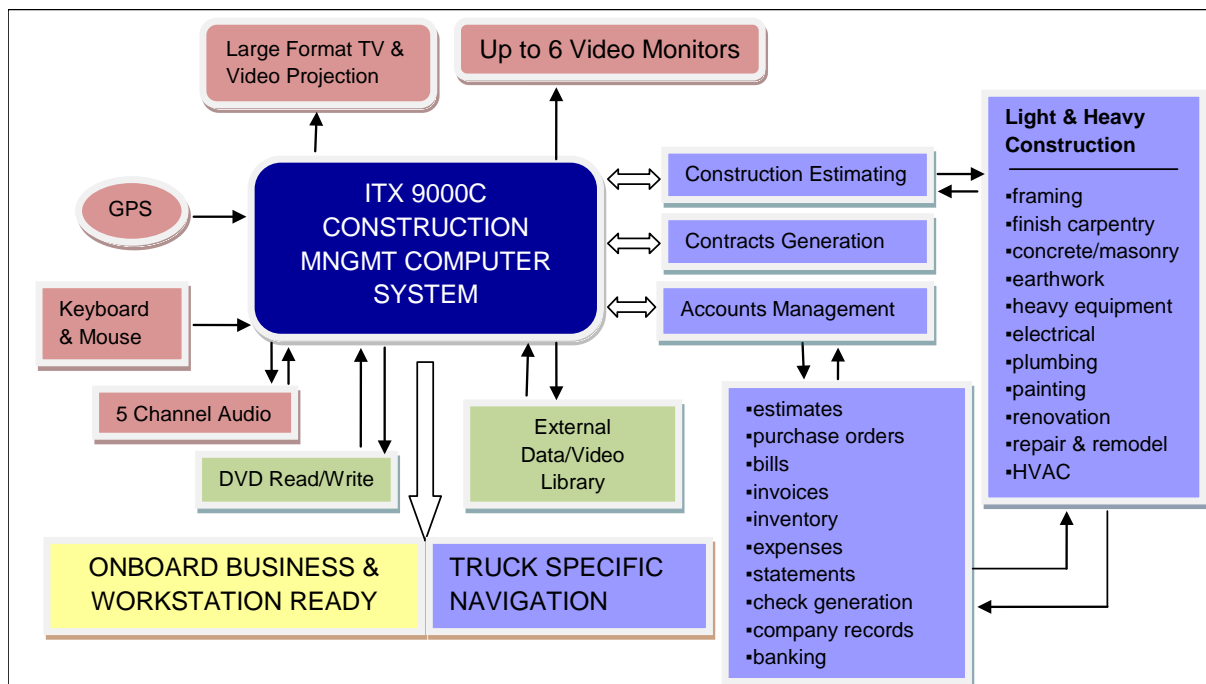 Large Format TV &
Video Projection
Up to 6 Video Monitors
GPS
Keyboard
& Mouse
5 Channel Audio
DVD Read/Write
ITX 9000C
CONSTRUCTION
MNGMT COMPUTER
SYSTEM
External
Data/Video
Library
ONBOARD BUSINESS &
WORKSTATION READY
TRUCK SPECIFIC
NAVIGATION
Construction Estimating
Contracts Generation
Accounts Management
▪estimates
▪purchase orders
▪bills
▪invoices
▪inventory
▪expenses
▪statements
▪check generation
▪company records
▪banking
Light & Heavy
Construction
▪framing
▪finish carpentry
▪concrete/masonry
▪earthwork
▪heavy equipment
▪electrical
▪plumbing
▪painting
▪renovation
▪repair & remodel
▪HVAC